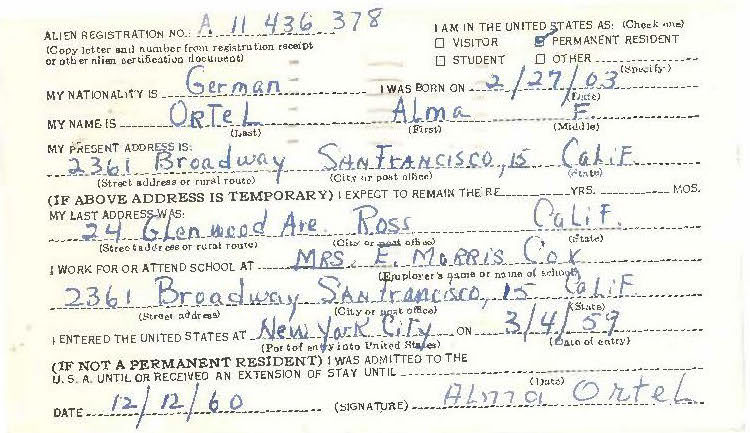 ALIEN REGISTRATION NO.: A 11 436 378
(Copy letter and number from registration receipt
or other alien certification document)
I AM IN THE UNITED STATES AS: (Check one)
☐ VISITOR ☑ PERMANENT RESIDENT
☐ STUDENT ☐ OTHER
(Specify)
MY NATIONALITY IS German I WAS BORN ON 2/27/03
(Date)
MY NAME IS ORTEL Alma F.
(Last) (First) (Middle)
MY PRESENT ADDRESS IS:
2361 Broadway SAN FRANCISCO, 15 Calif
(Street address or rural route) (City or post office) (State)
(IF ABOVE ADDRESS IS TEMPORARY) I EXPECT TO REMAIN THERE YRS. MOS.
MY LAST ADDRESS WAS:
24 Glenwood Ave. Ross Calif.
(Street address or rural route) (City or post office) (State)
I WORK FOR OR ATTEND SCHOOL AT MRS. E. MORRIS COX
(Employer's name or name of school)
2361 Broadway SAN Francisco, 15 Calif
(Street address) (City or post office) (State)
I ENTERED THE UNITED STATES AT New York City ON 3/4/59
(Port of entry into United States) (Date of entry)
(IF NOT A PERMANENT RESIDENT) I WAS ADMITTED TO THE
U.S.A. UNTIL OR RECEIVED AN EXTENSION OF STAY UNTIL
(Date)
DATE 12/12/60 (SIGNATURE) Alma Ortel